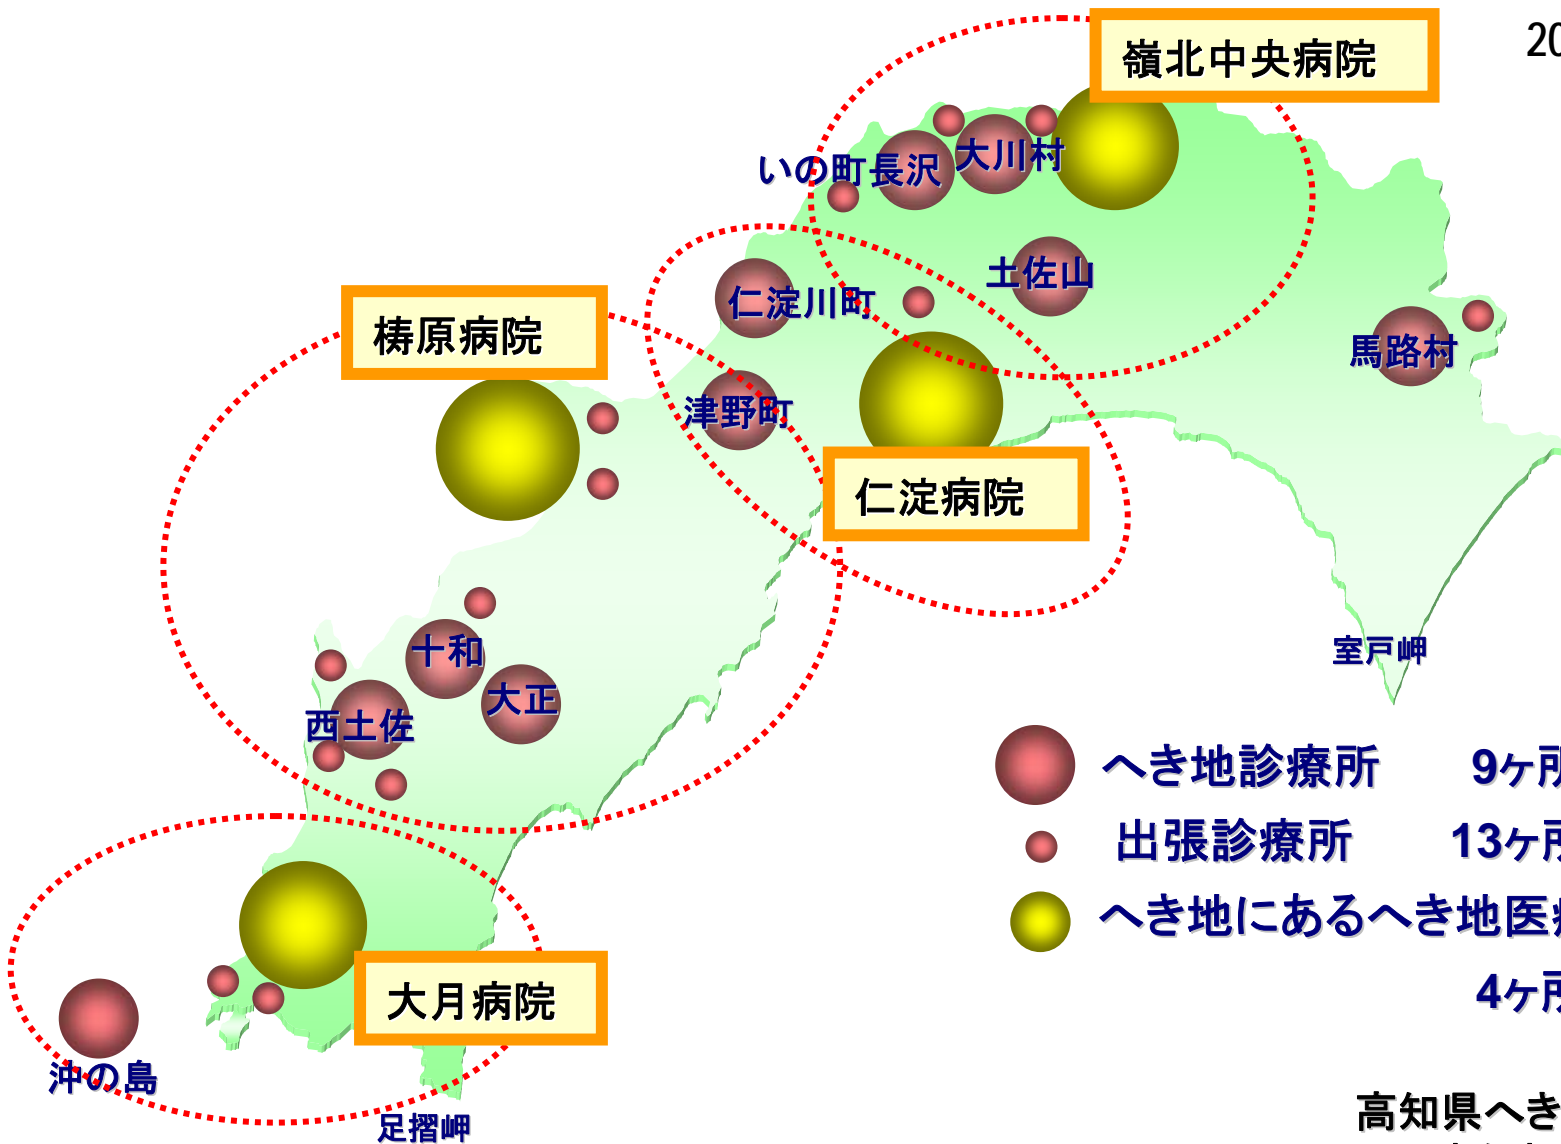 20
嶺北中央病院
いの町長沢
大川村
土佐山
仁淀川町
馬路村
梼原病院
津野町
仁淀病院
室戸岬
十和
大正
西土佐
へき地診療所 9ヶ所
出張診療所 13ヶ所
へき地にあるへき地医療
4ヶ所
大月病院
沖の島
足摺岬
高知県へき